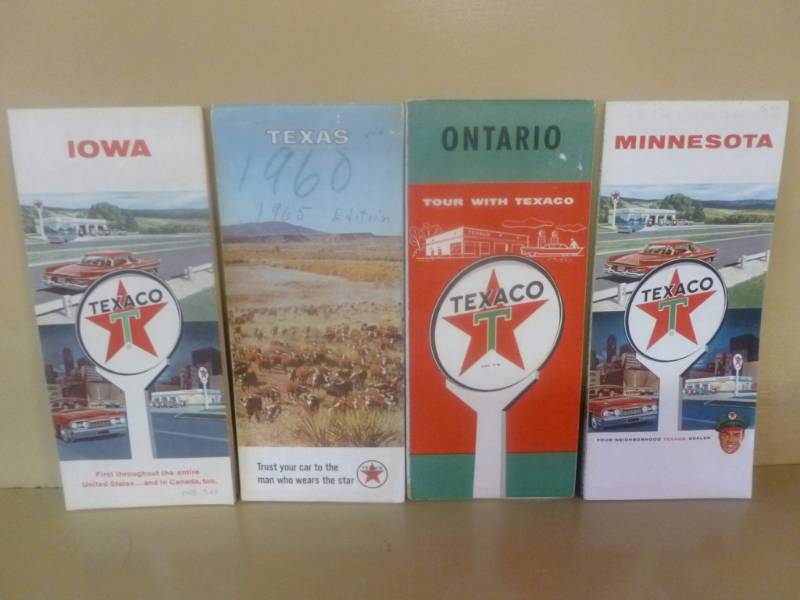 IOWA
TEXACO
T
First throughout the entire
United States...and in Canada, too.
TEXAS
1960
1965 Edition
Trust your car to the
man who wears the star
ONTARIO
TOUR WITH TEXACO
TEXACO
TEXACO
T
MINNESOTA
TEXACO
T
YOUR NEIGHBORHOOD TEXACO DEALER